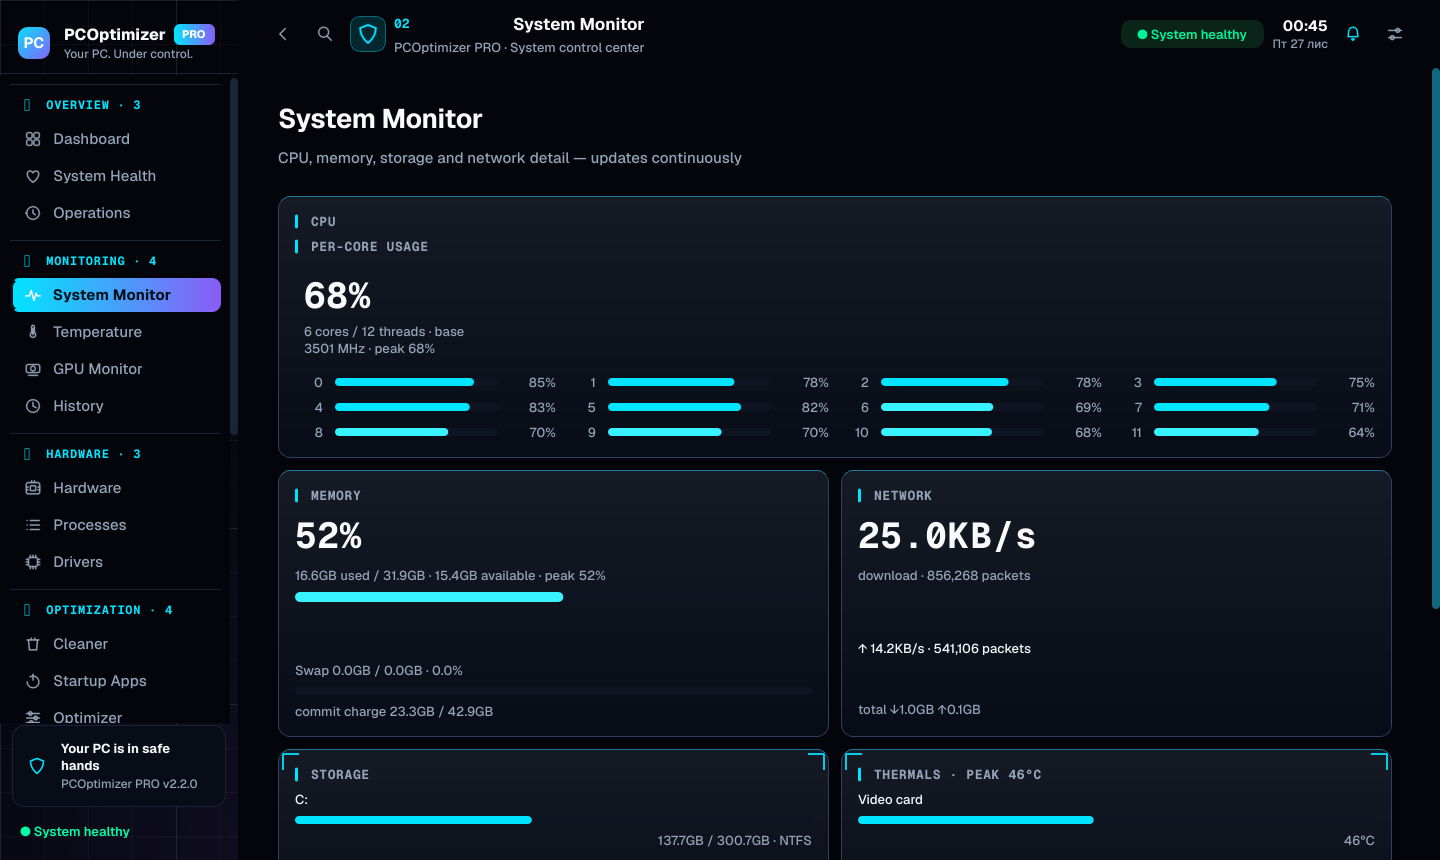 PC
PCOptimizer PRO
Your PC. Under control.
OVERVIEW · 3
Dashboard
System Health
Operations
MONITORING · 4
System Monitor
Temperature
GPU Monitor
History
HARDWARE · 3
Hardware
Processes
Drivers
OPTIMIZATION · 4
Cleaner
Startup Apps
Optimizer
Your PC is in safe
hands
PCOptimizer PRO v2.2.0
System healthy
02 System Monitor
PCOptimizer PRO · System control center
System healthy
00:45
Пт 27 лис
System Monitor
CPU, memory, storage and network detail — updates continuously
CPU
PER-CORE USAGE
68%
6 cores / 12 threads · base
3501 MHz · peak 68%
0 85% 1 78% 2 78% 3 75%
4 83% 5 82% 6 69% 7 71%
8 70% 9 70% 10 68% 11 64%
MEMORY
52%
16.6GB used / 31.9GB · 15.4GB available · peak 52%
Swap 0.0GB / 0.0GB · 0.0%
commit charge 23.3GB / 42.9GB
NETWORK
25.0KB/s
download · 856,268 packets
↑ 14.2KB/s · 541,106 packets
total ↓1.0GB ↑0.1GB
STORAGE
C:
137.7GB / 300.7GB · NTFS
THERMALS · PEAK 46°C
Video card
46°C